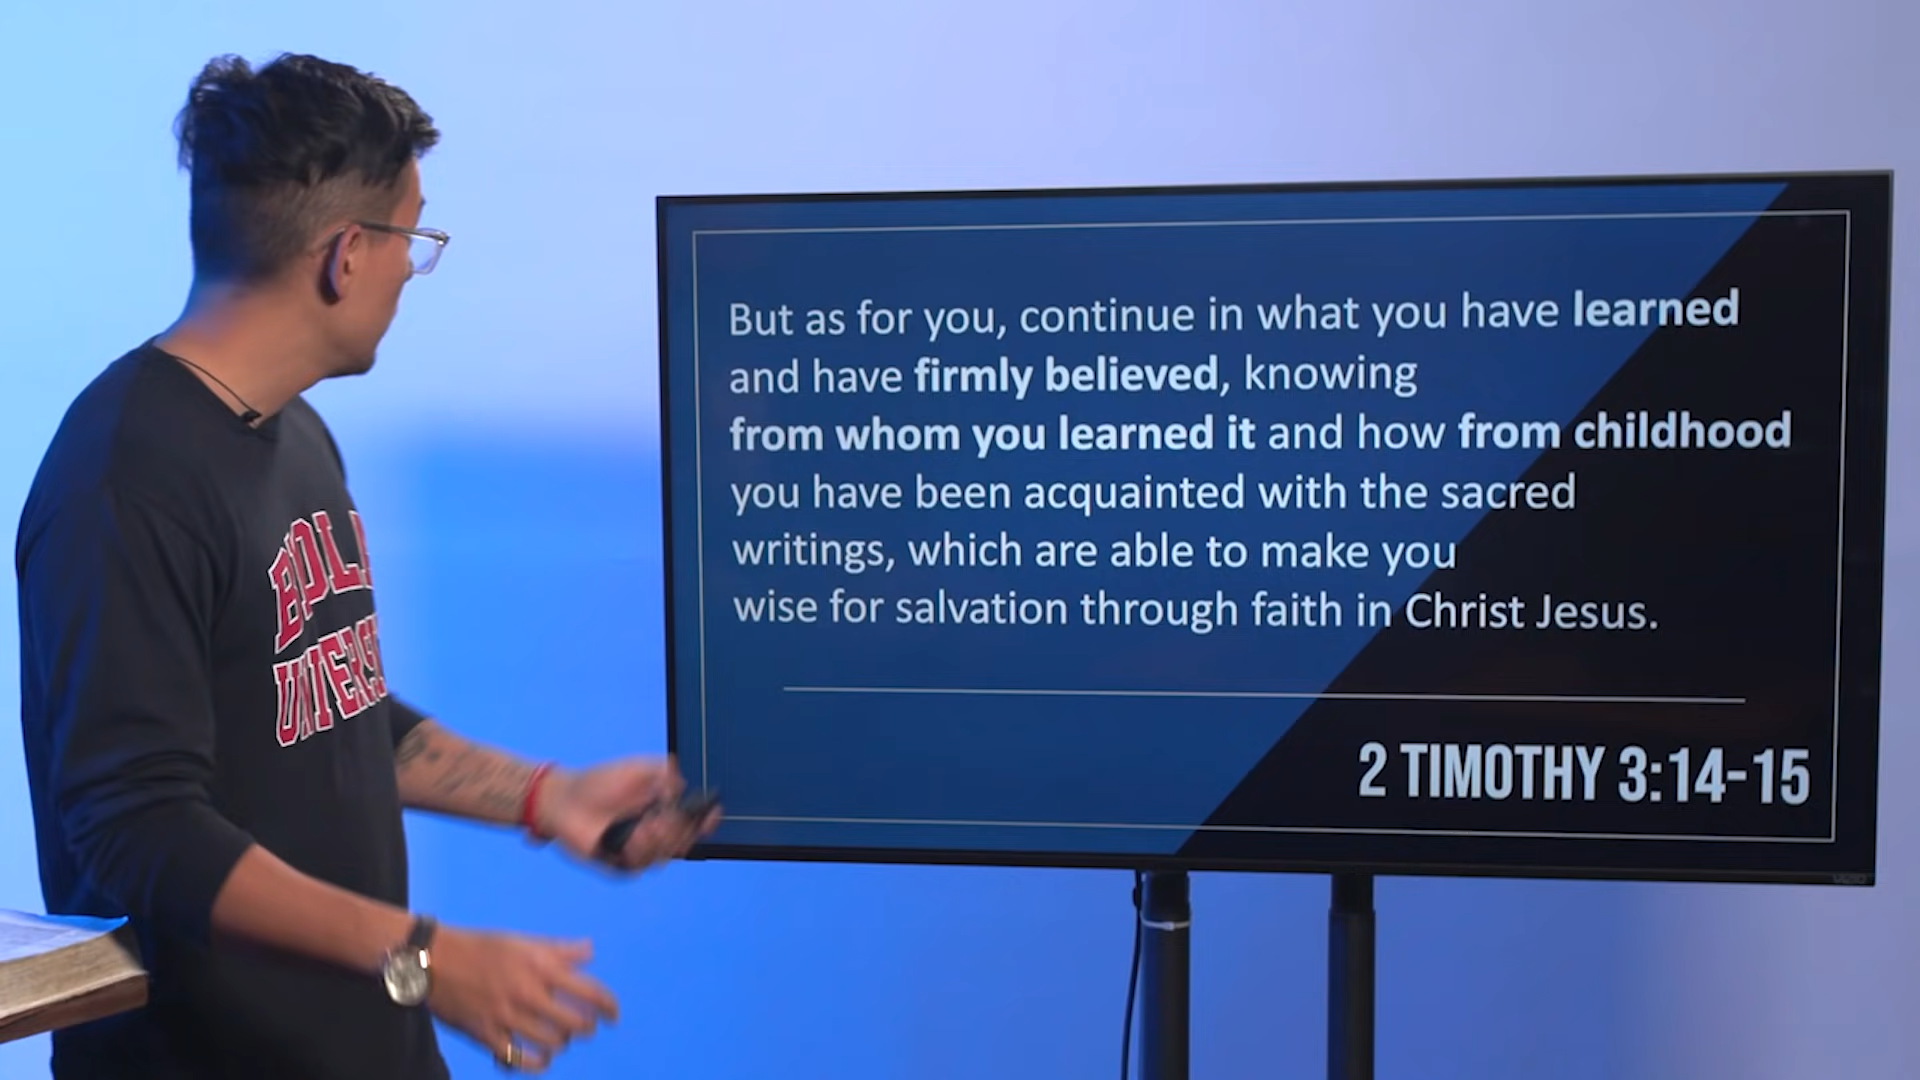 But as for you, continue in what you have learned
and have firmly believed, knowing
from whom you learned it and how from childhood
you have been acquainted with the sacred
writings, which are able to make you
wise for salvation through faith in Christ Jesus.
2 TIMOTHY 3:14-15
VIZIO